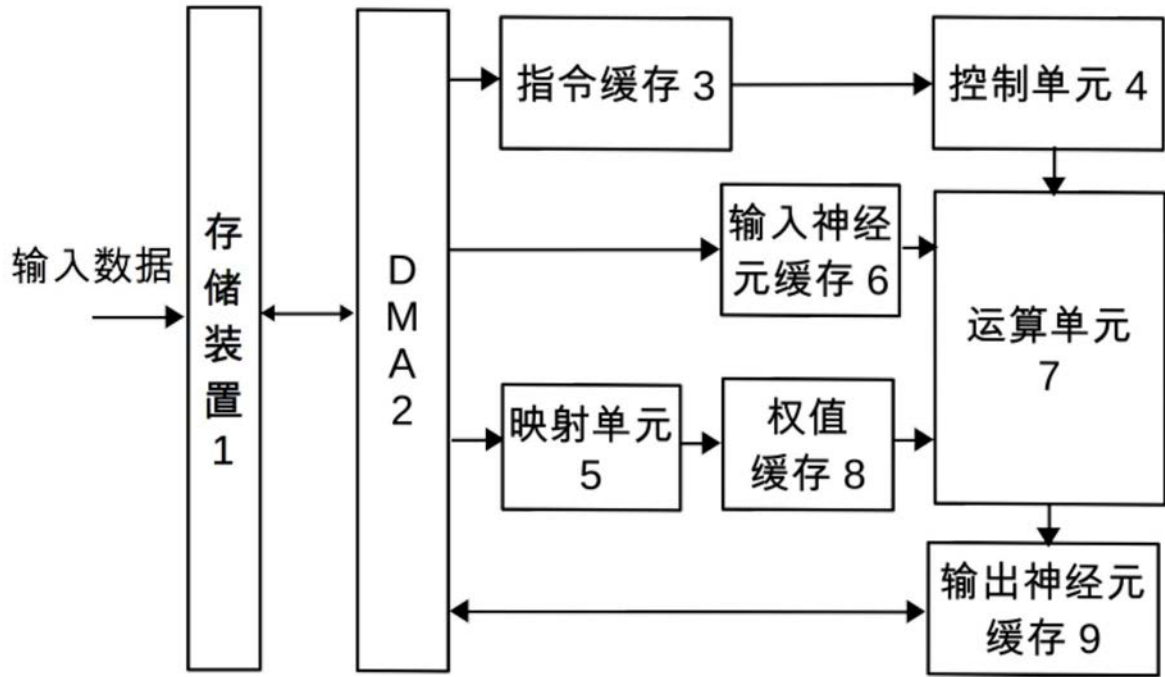 输入数据
存
储
装
置
1
D
M
A
2
指令缓存 3
控制单元 4
输入神经
元缓存 6
运算单元
7
映射单元
5
权值
缓存 8
输出神经元
缓存 9